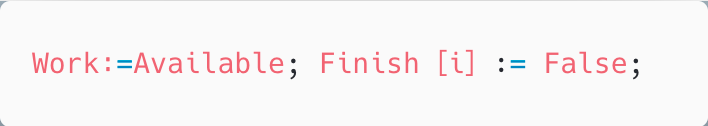 Work:=Available; Finish [i] := False;